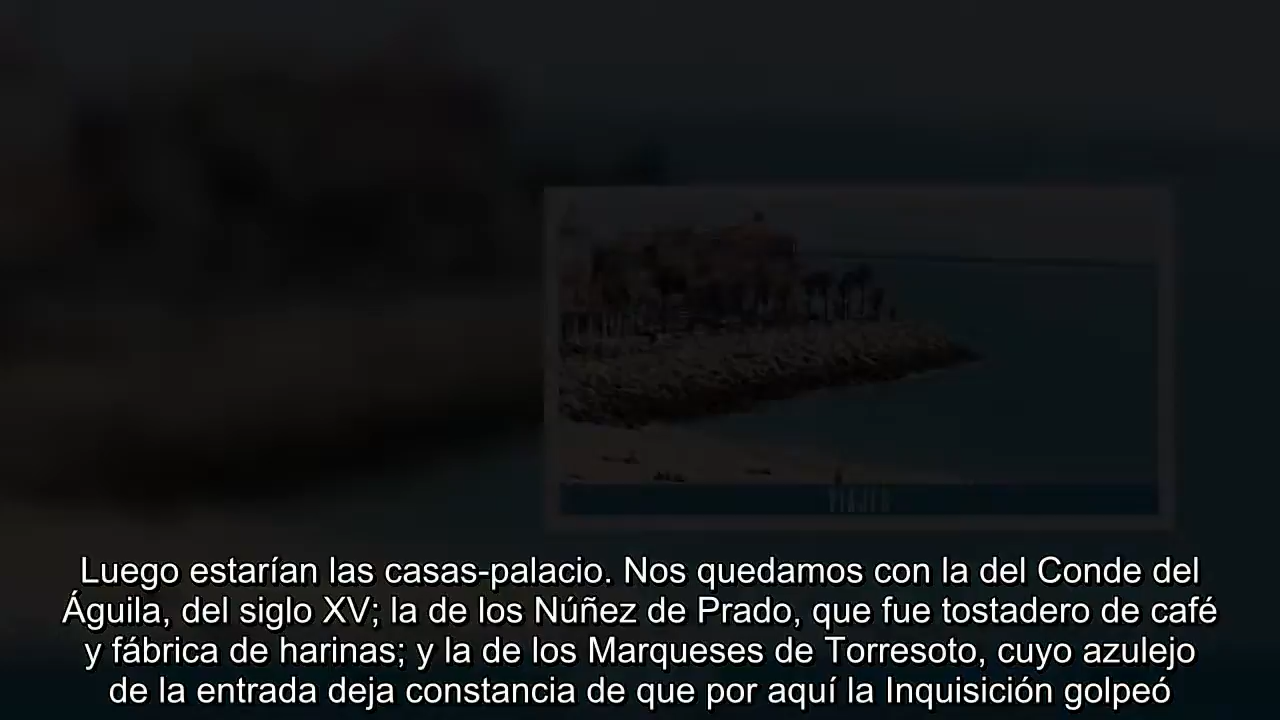 Luego estarían las casas-palacio. Nos quedamos con la del Conde del
Águila, del siglo XV; la de los Núñez de Prado, que fue tostadero de café
y fábrica de harinas; y la de los Marqueses de Torresoto, cuyo azulejo
de la entrada deja constancia de que por aquí la Inquisición golpeó